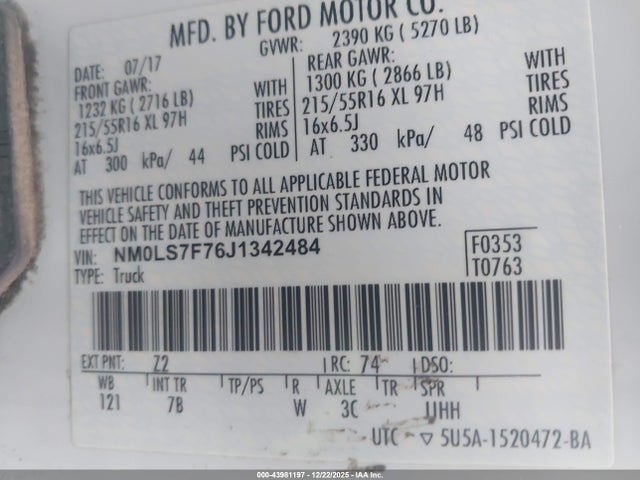 MFD. BY FORD MOTOR CO.
GVWR: 2390 KG ( 5270 LB)
DATE: 07/17
FRONT GAWR:
1232 KG ( 2716 LB) WITH
215/55R16 XL 97H TIRES
16x6.5J RIMS
AT 300 kPa/ 44 PSI COLD
REAR GAWR:
1300 KG ( 2866 LB) WITH
215/55R16 XL 97H TIRES
16x6.5J RIMS
AT 330 kPa/ 48 PSI COLD
THIS VEHICLE CONFORMS TO ALL APPLICABLE FEDERAL MOTOR
VEHICLE SAFETY AND THEFT PREVENTION STANDARDS IN
EFFECT ON THE DATE OF MANUFACTURE SHOWN ABOVE.
VIN: NM0LS7F76J1342484
TYPE: Truck
F0353
T0763
EXT PNT: Z2 RC: 74 DSO:
WB INT TR TP/PS R AXLE TR SPR
121 7B W 3C UHH
UTC 5U5A-1520472-BA
000-43981197 - 12/22/2025 - IAA Inc.